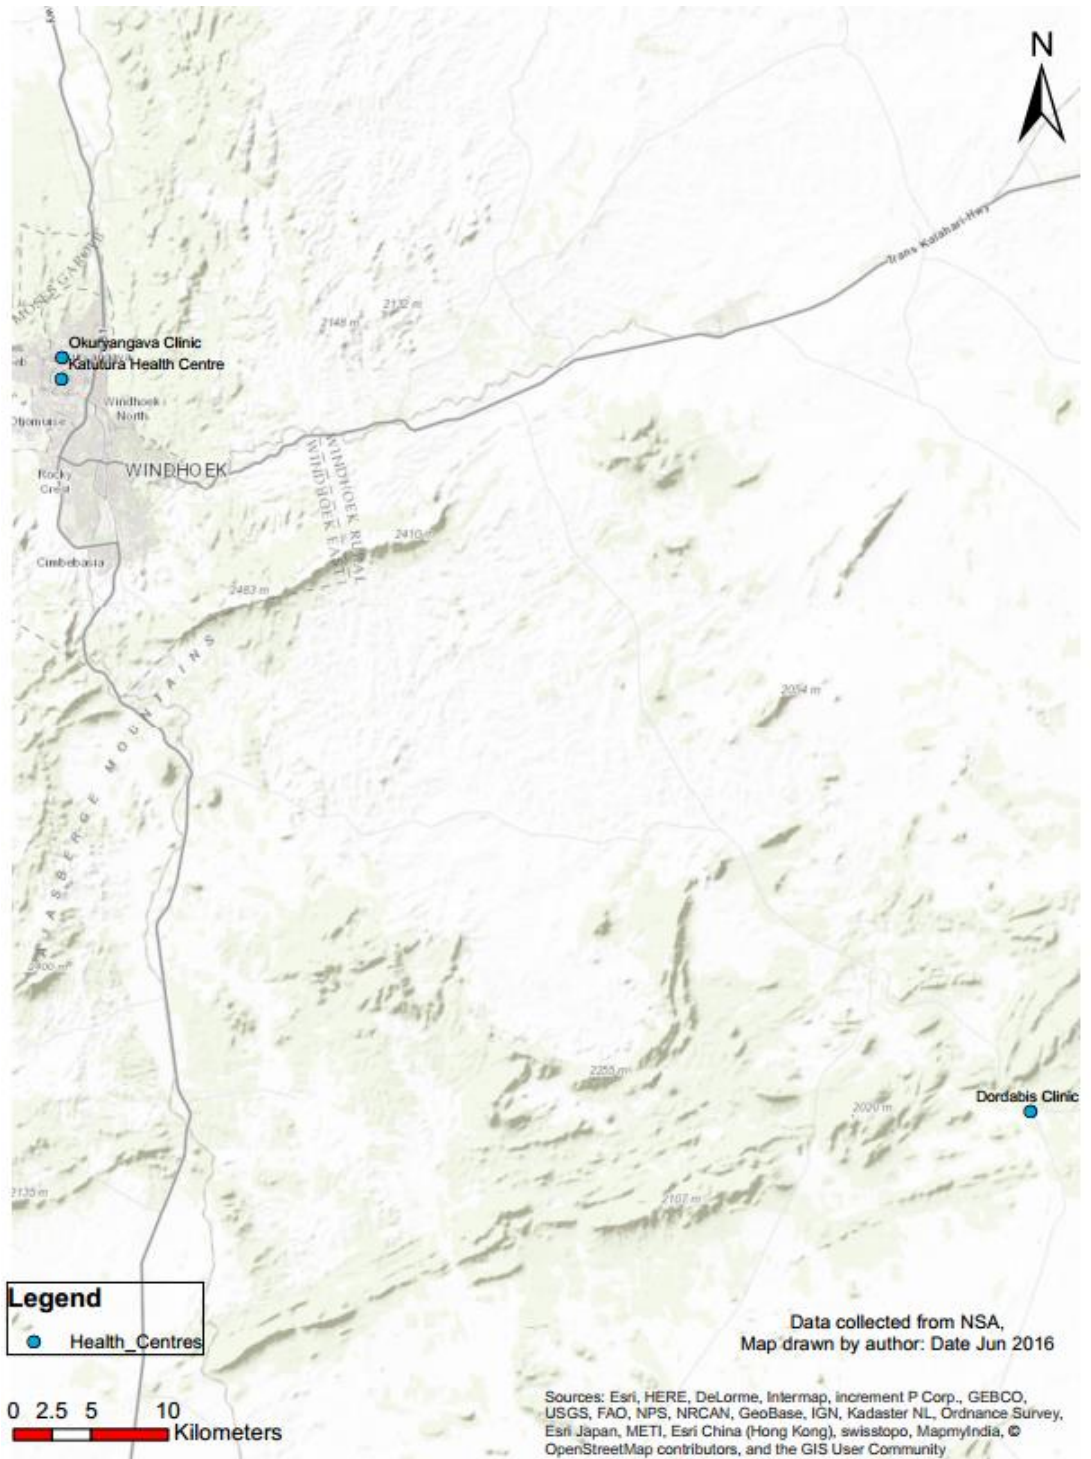 wy
N
Trans Kalahari Hwy
2132 m
2148 m
Okuryangava Clinic
Katutura Health Centre
Windhoek
North
Otjomuise
WINDHOEK
Rocky
Crest
WINDHOEK RURAL
WINDHOEK EAST
2410 m
Cimbebasia
2483 m
2054 m
MOUNTAINS
2400 m
2255 m
Dordabis Clinic
2020 m
2135 m
2107 m
Legend
Health_Centres
Data collected from NSA,
Map drawn by author: Date Jun 2016
0 2.5 5 10
Kilometers
Sources: Esri, HERE, DeLorme, Intermap, increment P Corp., GEBCO,
USGS, FAO, NPS, NRCAN, GeoBase, IGN, Kadaster NL, Ordnance Survey,
Esri Japan, METI, Esri China (Hong Kong), swisstopo, MapmyIndia, ©
OpenStreetMap contributors, and the GIS User Community